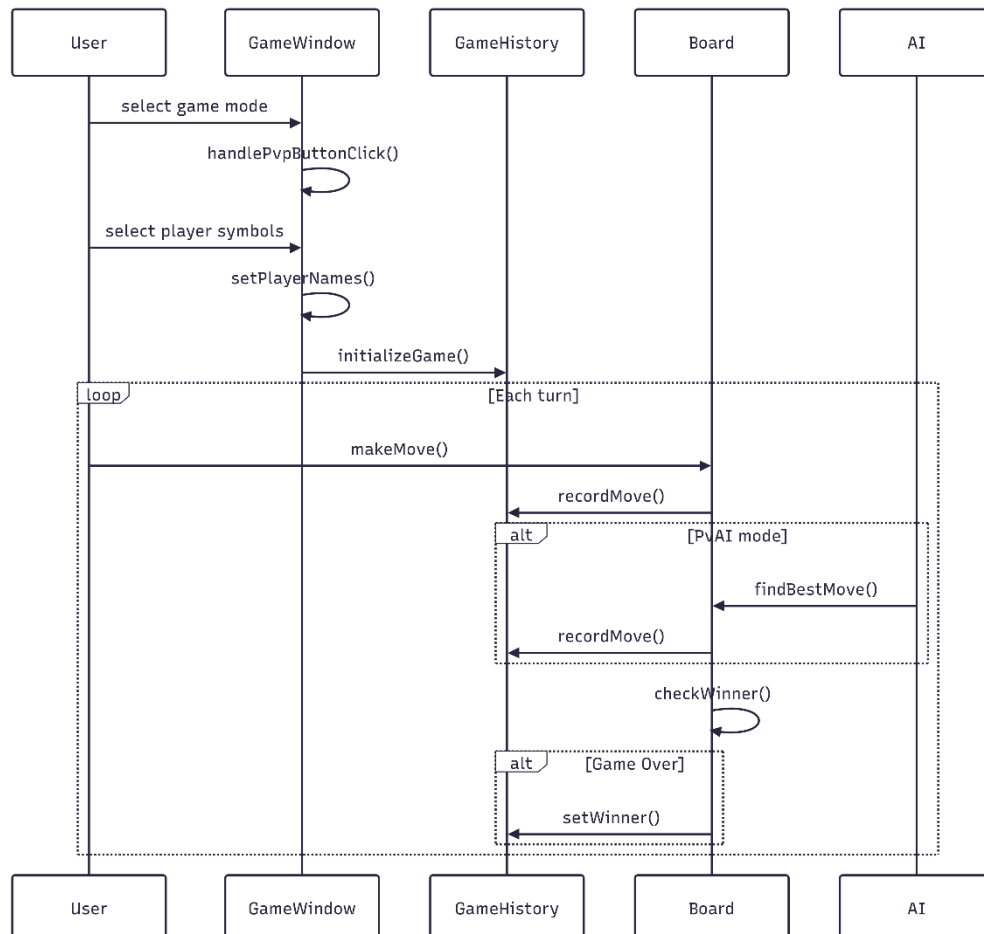 User GameWindow GameHistory Board AI
select game mode
handlePvpButtonClick()
select player symbols
setPlayerNames()
initializeGame()
loop [Each turn]
makeMove()
recordMove()
alt [PvAI mode]
findBestMove()
recordMove()
checkWinner()
alt [Game Over]
setWinner()
User GameWindow GameHistory Board AI